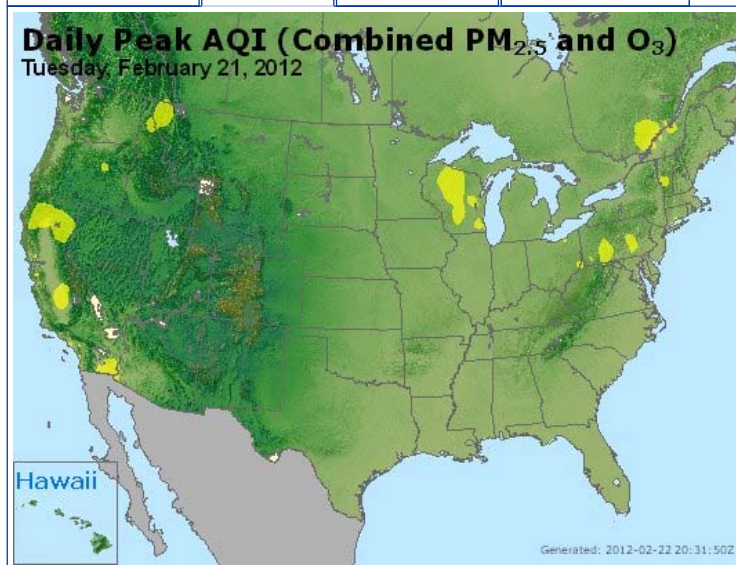 Daily Peak AQI (Combined PM2.5 and O3)
Tuesday, February 21, 2012
Hawaii
Generated: 2012-02-22 20:31:50Z